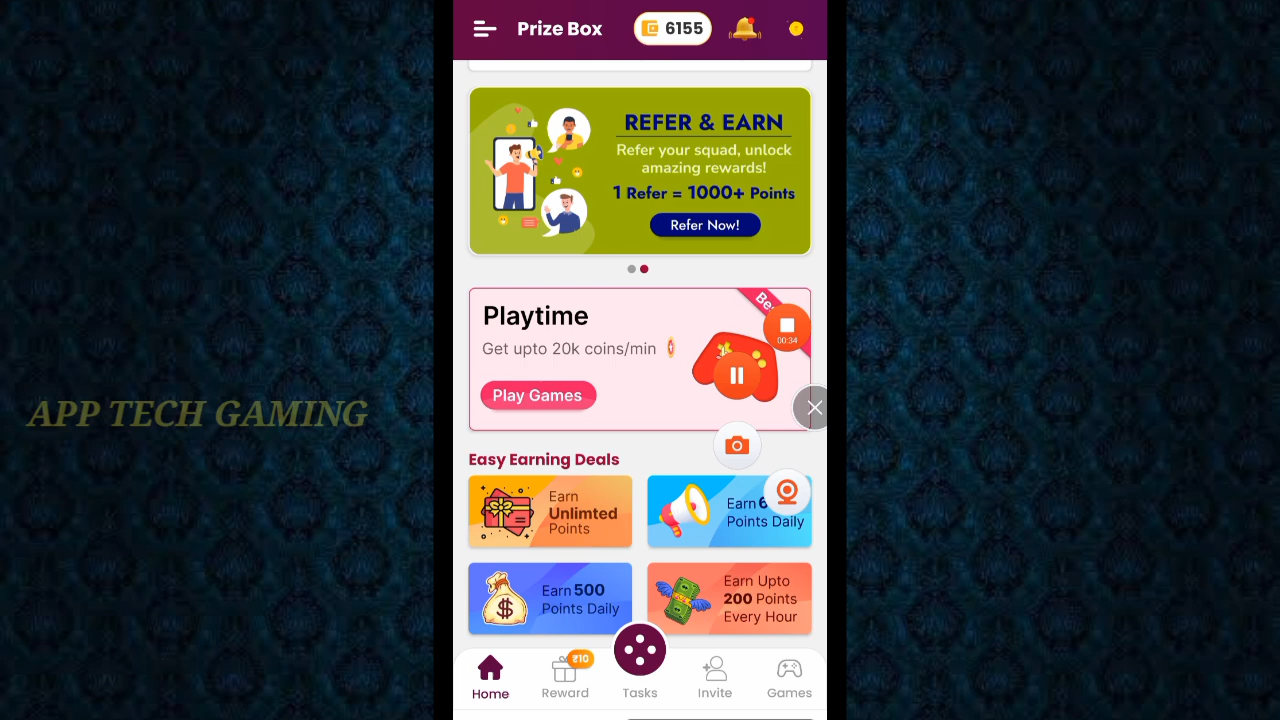 Prize Box
6155
REFER & EARN
Refer your squad, unlock
amazing rewards!
1 Refer = 1000+ Points
Refer Now!
Playtime
Get upto 20k coins/min
Play Games
00:34
APP TECH GAMING
Easy Earning Deals
Earn
Unlimted
Points
Earn
Points Daily
Earn 500
Points Daily
Earn Upto
200 Points
Every Hour
₹10
Home
Reward
Tasks
Invite
Games